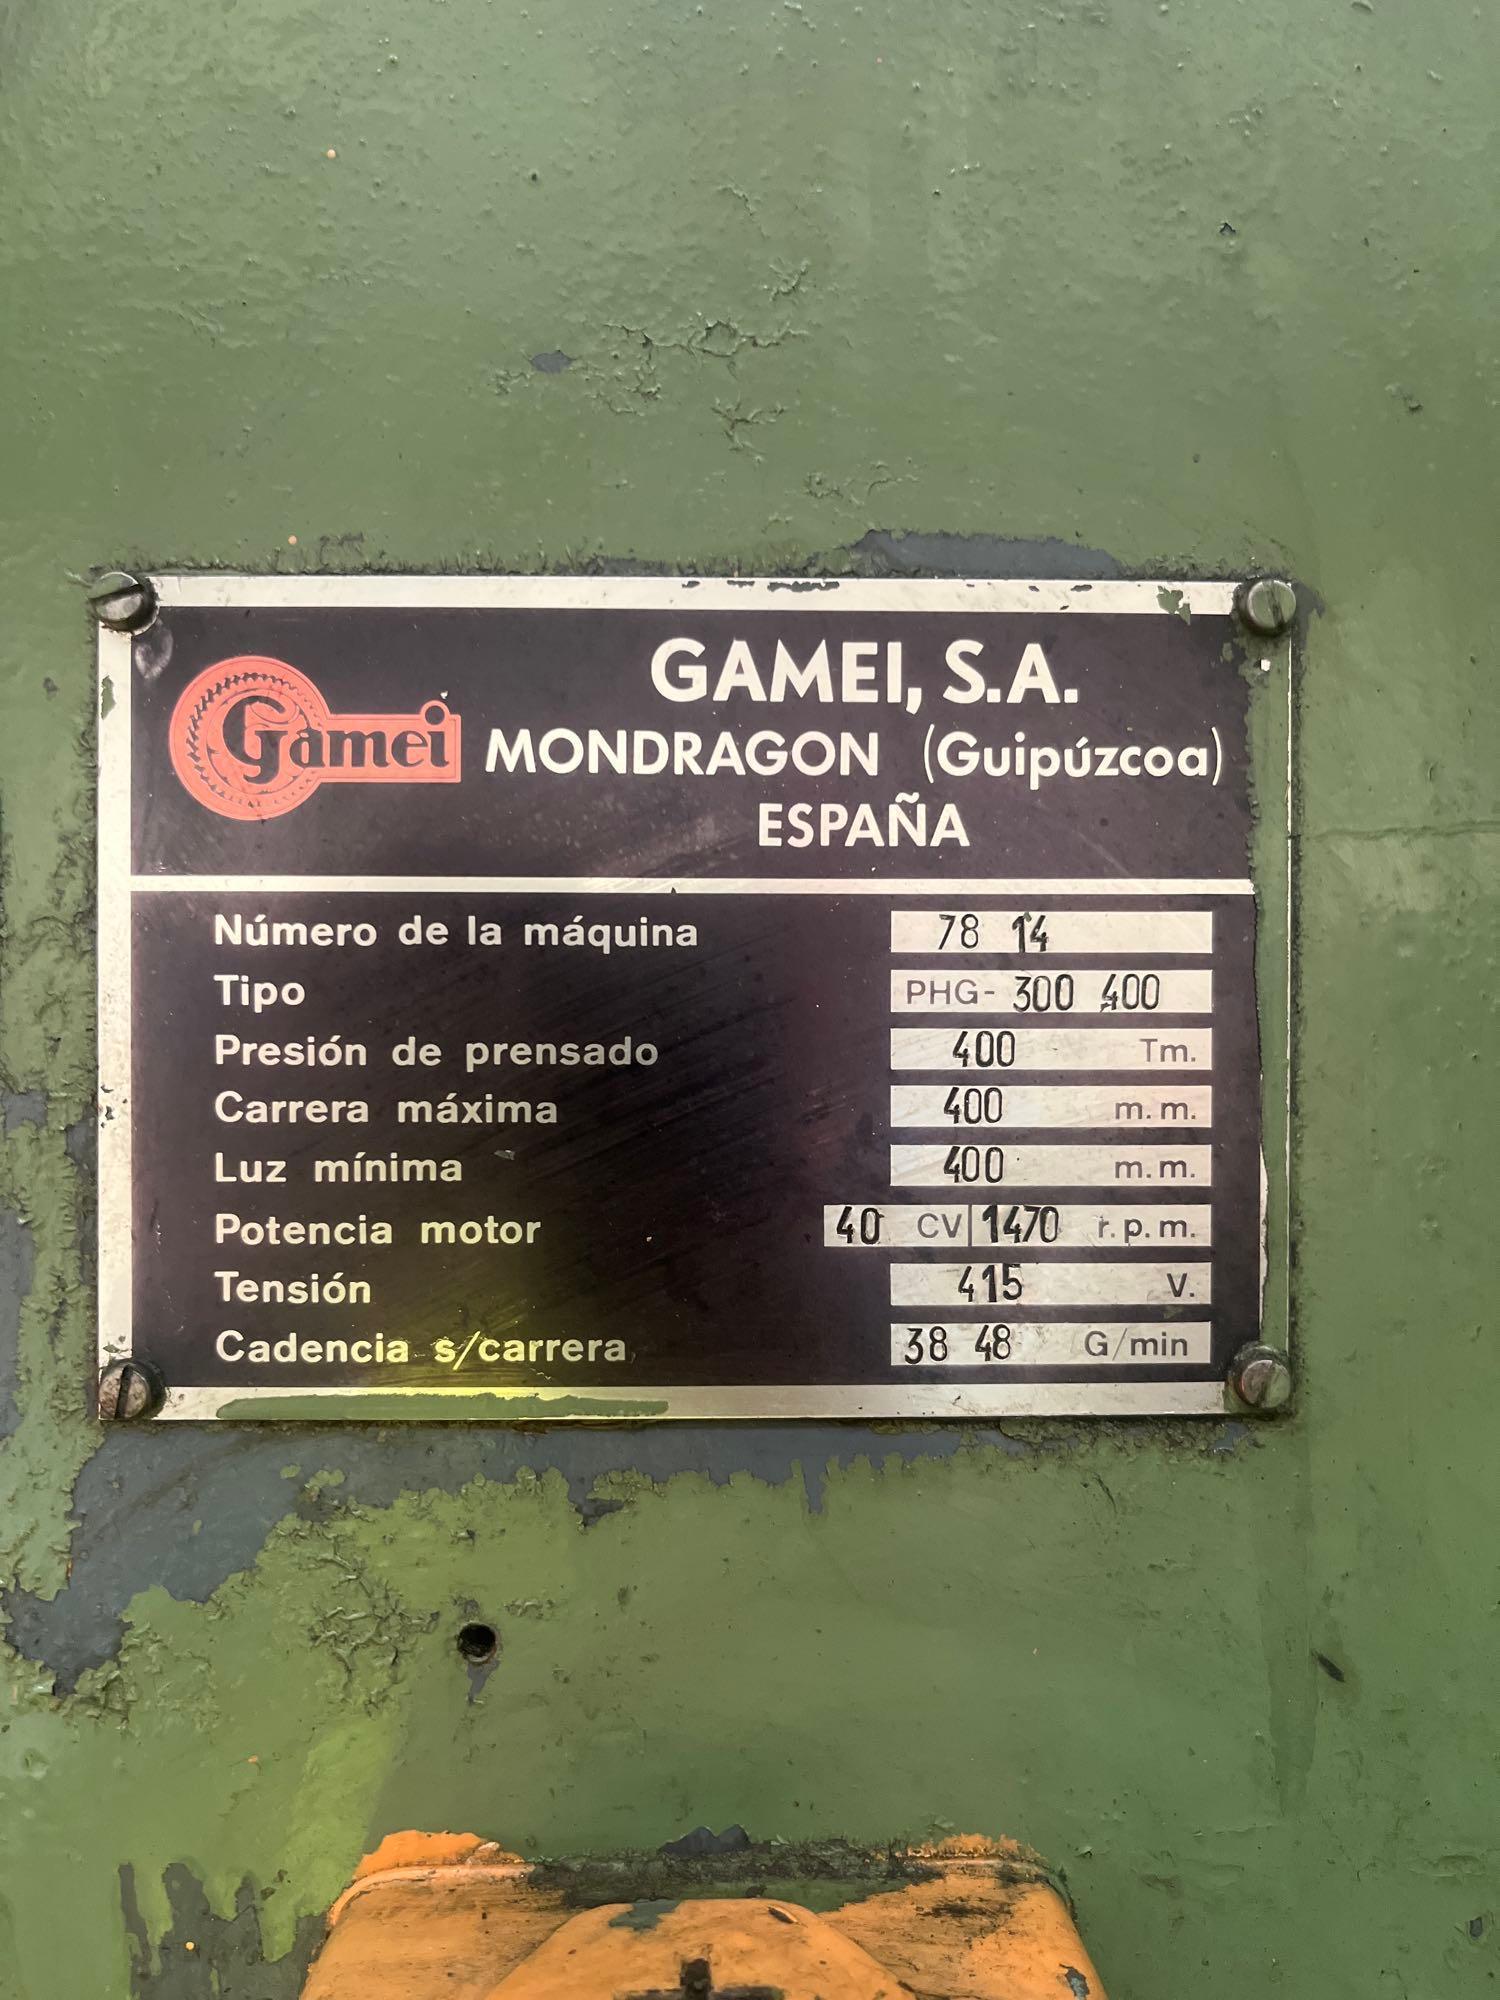 GAMEI, S.A.
Gamei
MONDRAGON (Guipúzcoa)
ESPAÑA
Número de la máquina 78 14
Tipo PHG- 300 400
Presión de prensado 400 Tm.
Carrera máxima 400 m.m.
Luz mínima 400 m.m.
Potencia motor 40 CV 1470 r.p.m.
Tensión 415 V.
Cadencia s/carrera 38 48 G/min